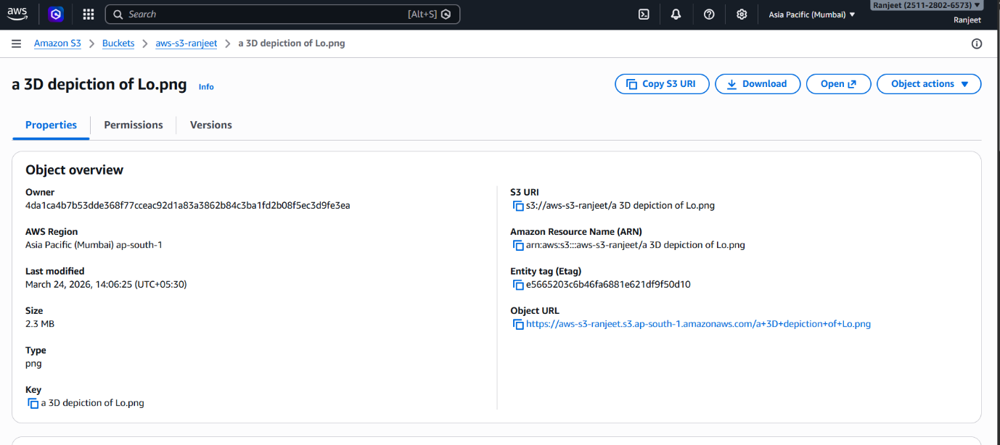 aws
Search [Alt+S]
Asia Pacific (Mumbai) ▼
Ranjeet (2511-2802-6573) ▼
Ranjeet
Amazon S3 > Buckets > aws-s3-ranjeet > a 3D depiction of Lo.png
a 3D depiction of Lo.png Info
Copy S3 URI
Download
Open
Object actions ▼
Properties
Permissions
Versions
Object overview
Owner
4da1ca4b7b53dde368f77cceac92d1a83a3862b84c3ba1fd2b08f5ec3d9fe3ea
AWS Region
Asia Pacific (Mumbai) ap-south-1
Last modified
March 24, 2026, 14:06:25 (UTC+05:30)
Size
2.3 MB
Type
png
Key
a 3D depiction of Lo.png
S3 URI
s3://aws-s3-ranjeet/a 3D depiction of Lo.png
Amazon Resource Name (ARN)
arn:aws:s3:::aws-s3-ranjeet/a 3D depiction of Lo.png
Entity tag (Etag)
e5665203c6b46fa6881e621df9f50d10
Object URL
https://aws-s3-ranjeet.s3.ap-south-1.amazonaws.com/a+3D+depiction+of+Lo.png